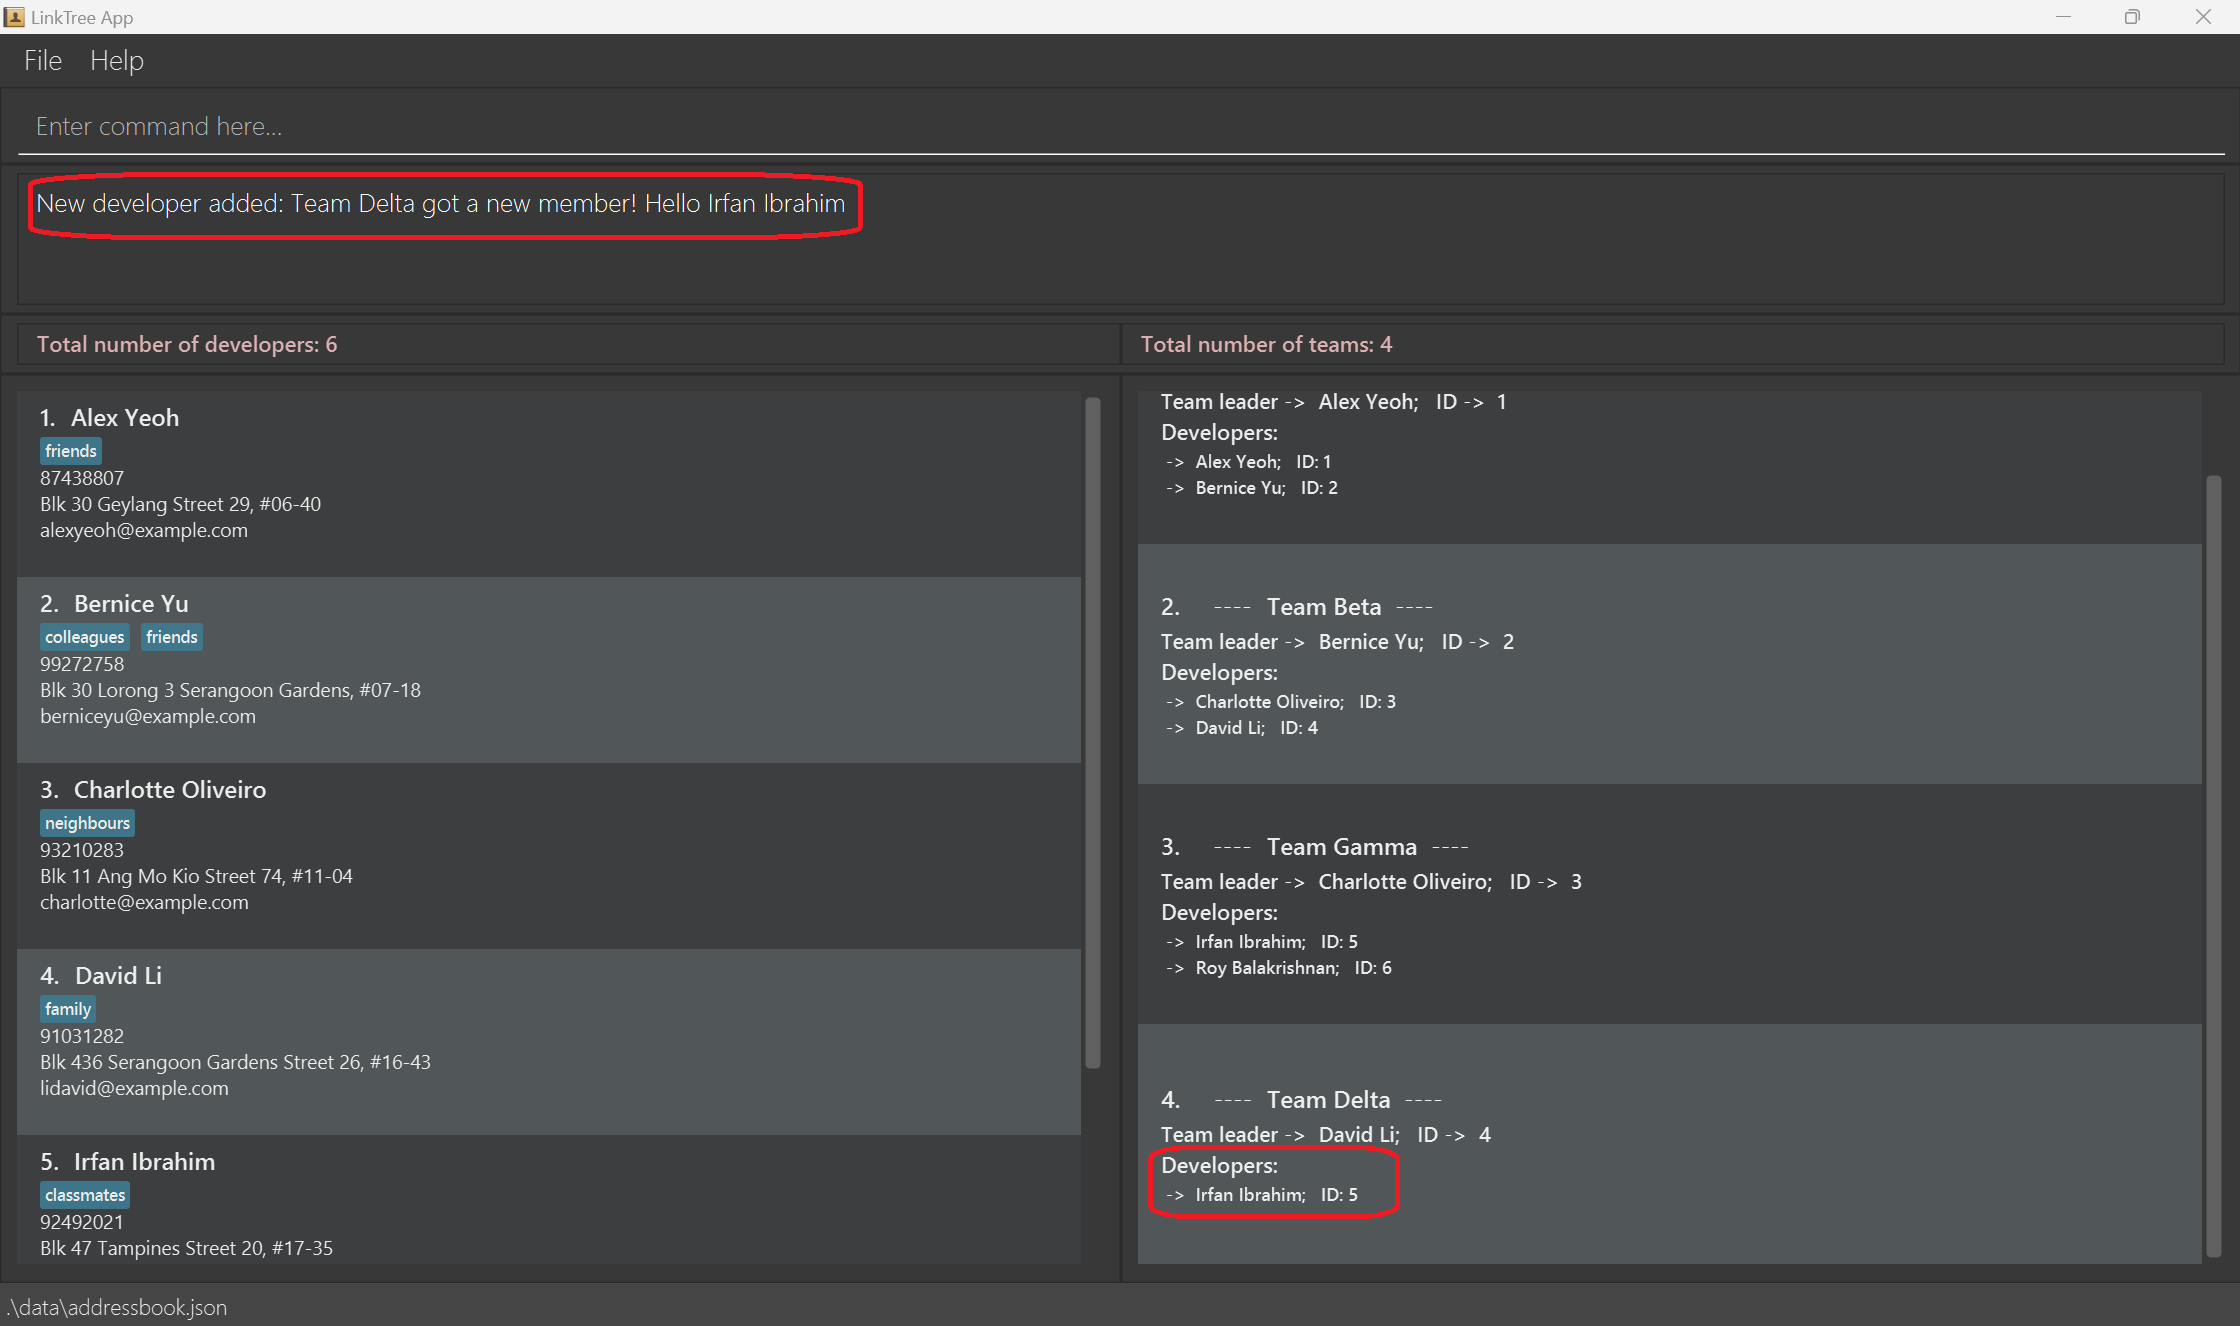 LinkTree App
File Help
Enter command here...
New developer added: Team Delta got a new member! Hello Irfan Ibrahim
Total number of developers: 6
Total number of teams: 4
1. Alex Yeoh
friends
87438807
Blk 30 Geylang Street 29, #06-40
alexyeoh@example.com
2. Bernice Yu
colleagues friends
99272758
Blk 30 Lorong 3 Serangoon Gardens, #07-18
berniceyu@example.com
3. Charlotte Oliveiro
neighbours
93210283
Blk 11 Ang Mo Kio Street 74, #11-04
charlotte@example.com
4. David Li
family
91031282
Blk 436 Serangoon Gardens Street 26, #16-43
lidavid@example.com
5. Irfan Ibrahim
classmates
92492021
Blk 47 Tampines Street 20, #17-35
Team leader -> Alex Yeoh; ID -> 1
Developers:
-> Alex Yeoh; ID: 1
-> Bernice Yu; ID: 2
2. ---- Team Beta ----
Team leader -> Bernice Yu; ID -> 2
Developers:
-> Charlotte Oliveiro; ID: 3
-> David Li; ID: 4
3. ---- Team Gamma ----
Team leader -> Charlotte Oliveiro; ID -> 3
Developers:
-> Irfan Ibrahim; ID: 5
-> Roy Balakrishnan; ID: 6
4. ---- Team Delta ----
Team leader -> David Li; ID -> 4
Developers:
-> Irfan Ibrahim; ID: 5
.\data\addressbook.json